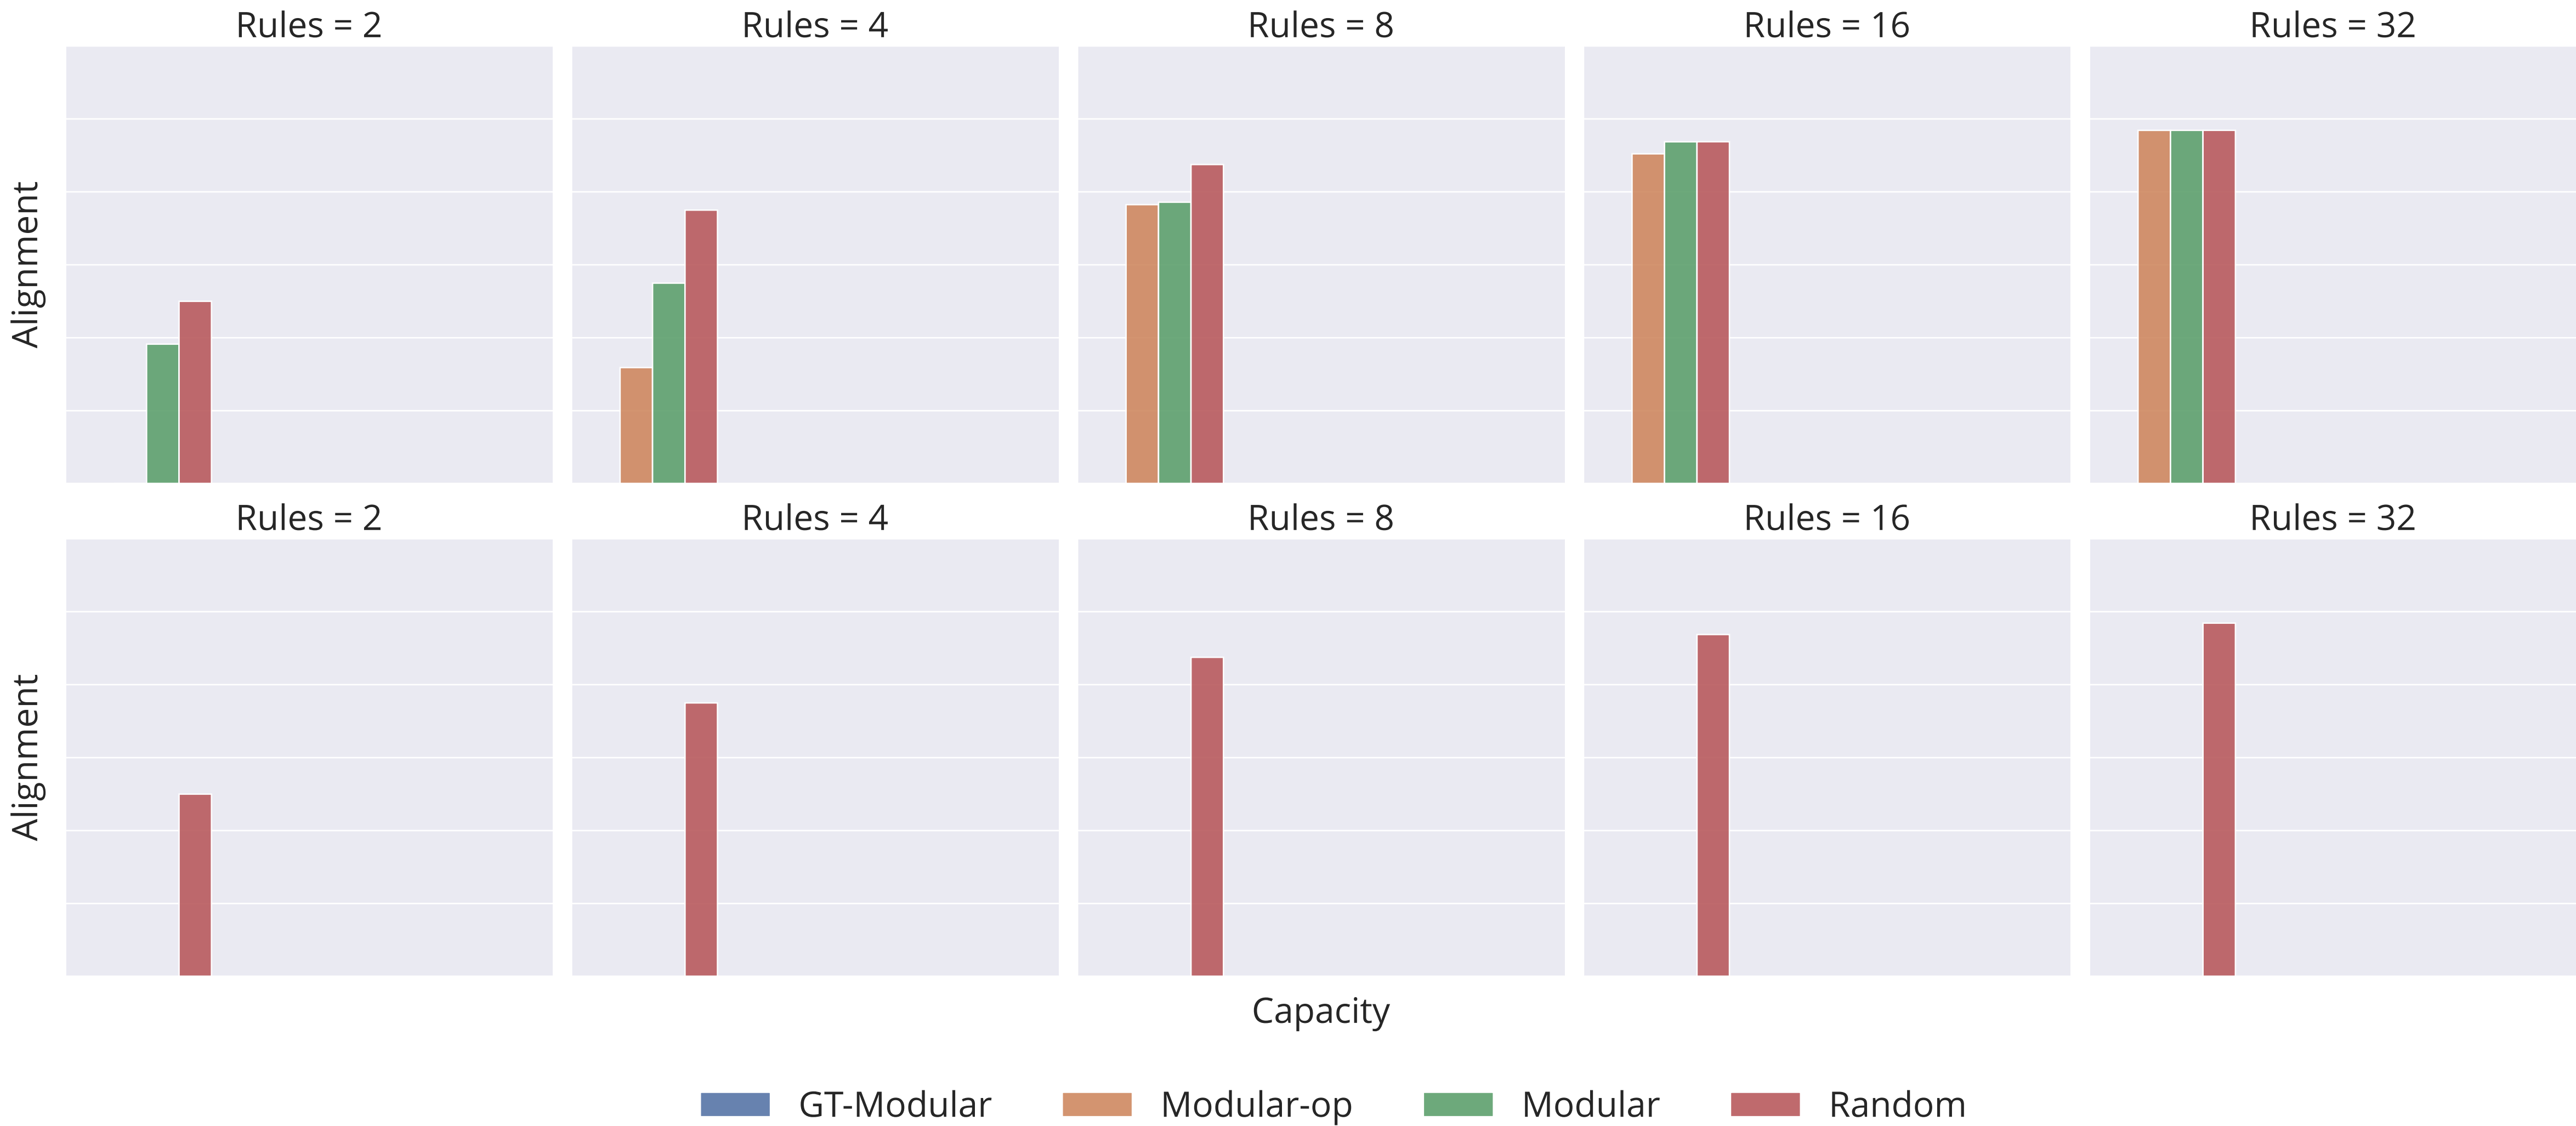 Rules = 2
Rules = 4
Rules = 8
Rules = 16
Rules = 32
Alignment
Rules = 2
Rules = 4
Rules = 8
Rules = 16
Rules = 32
Alignment
Capacity
GT-Modular
Modular-op
Modular
Random